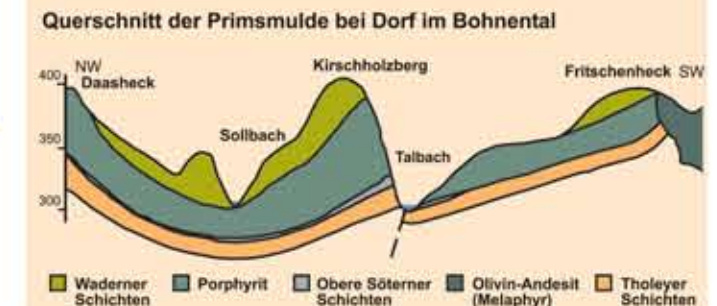 Querschnitt der Primsmulde bei Dorf im Bohnental
NW
400
Daasheck
Kirschholzberg
Fritschenheck SW
Sollbach
350
Talbach
300
Waderner Schichten
Porphyrit
Obere Söterner Schichten
Olivin-Andesit (Melaphyr)
Tholeyer Schichten